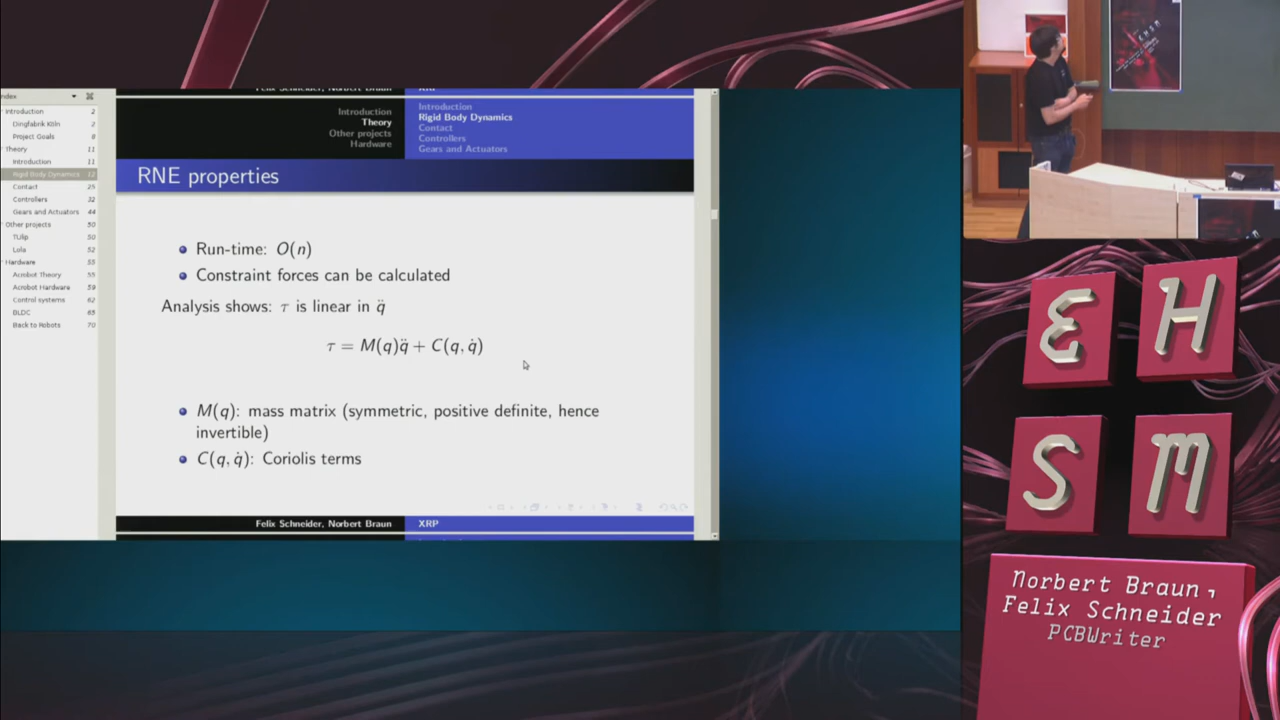 ndex
Introduction 2
Dingfabrik Köln 2
Project Goals 8
Theory 11
Introduction 11
Rigid Body Dynamics 12
Contact 25
Controllers 32
Gears and Actuators 44
Other projects 50
TUlip 50
Lola 52
Hardware 55
Acrobot Theory 55
Acrobot Hardware 59
Control systems 62
BLDC 65
Back to Robots 70
Felix Schneider, Norbert Braun XRP
Introduction
Theory
Other projects
Hardware
Introduction
Rigid Body Dynamics
Contact
Controllers
Gears and Actuators
RNE properties
Run-time: O(n)
Constraint forces can be calculated
Analysis shows: τ is linear in q̈
τ = M(q)q̈ + C(q, q̇)
M(q): mass matrix (symmetric, positive definite, hence
invertible)
C(q, q̇): Coriolis terms
Felix Schneider, Norbert Braun XRP
EHSM
E H
S M
Norbert Braun,
Felix Schneider
PCBWriter